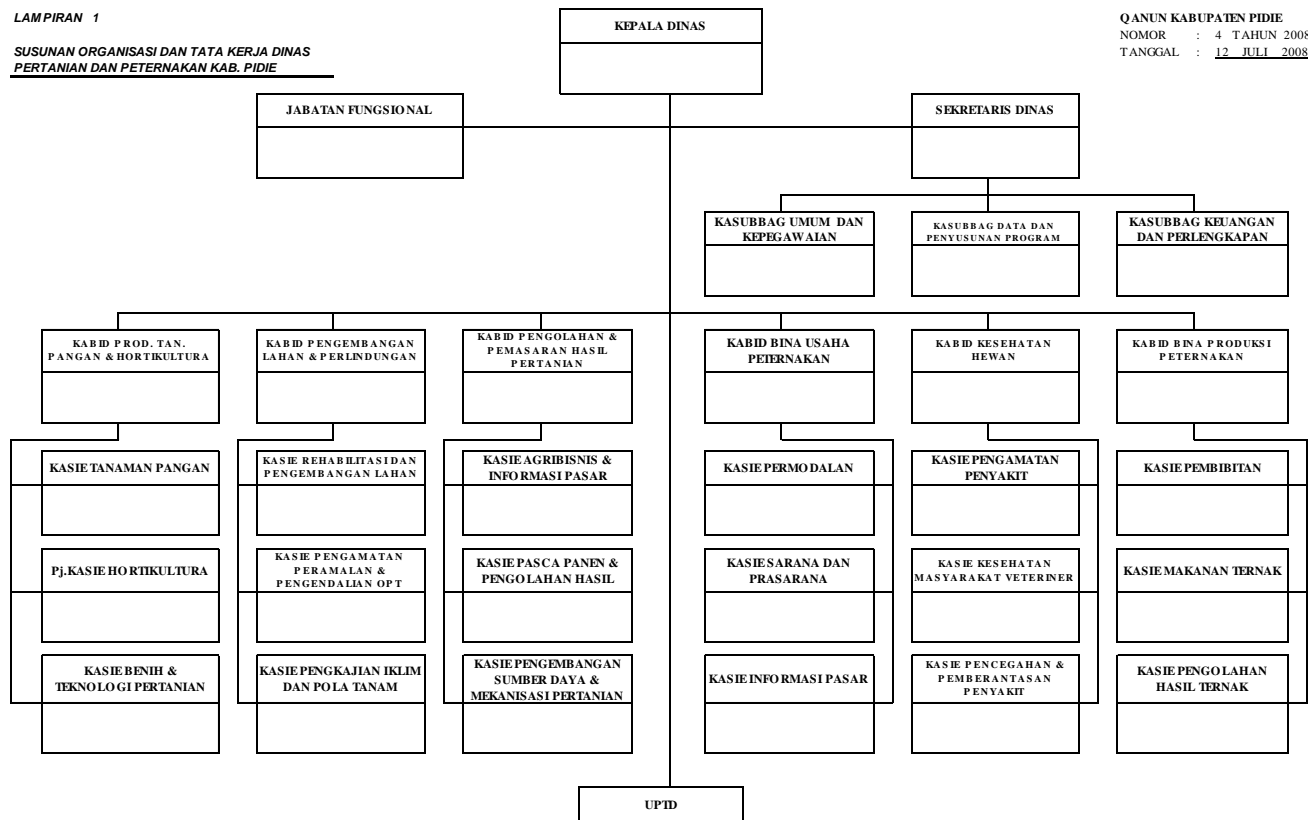 LAMPIRAN 1
SUSUNAN ORGANISASI DAN TATA KERJA DINAS
PERTANIAN DAN PETERNAKAN KAB. PIDIE
KEPALA DINAS
QANUN KABUPATEN PIDIE
NOMOR : 4 TAHUN 2008
TANGGAL : 12 JULI 2008
JABATAN FUNGSIONAL
SEKRETARIS DINAS
KASUBBAG UMUM DAN
KEPEGAWAIAN
KASUBBAG DATA DAN
PENYUSUNAN PROGRAM
KASUBBAG KEUANGAN
DAN PERLENGKAPAN
KABID PROD. TAN.
PANGAN & HORTIKULTURA
KABID PENGEMBANGAN
LAHAN & PERLINDUNGAN
KABID PENGOLAHAN &
PEMASARAN HASIL
PERTANIAN
KABID BINA USAHA
PETERNAKAN
KABID KESEHATAN
HEWAN
KABID BINA PRODUKSI
PETERNAKAN
KASIE TANAMAN PANGAN
KASIE REHABILITASI DAN
PENGEMBANGAN LAHAN
KASIE AGRIBISNIS &
INFORMASI PASAR
KASIE PERMODALAN
KASIE PENGAMATAN
PENYAKIT
KASIE PEMBIBITAN
Pj.KASIE HORTIKULTURA
KASIE PENGAMATAN
PERAMALAN &
PENGENDALIAN OPT
KASIE PASCA PANEN &
PENGOLAHAN HASIL
KASIE SARANA DAN
PRASARANA
KASIE KESEHATAN
MASYARAKAT VETERINER
KASIE MAKANAN TERNAK
KASIE BENIH &
TEKNOLOGI PERTANIAN
KASIE PENGKAJIAN IKLIM
DAN POLA TANAM
KASIE PENGEMBANGAN
SUMBER DAYA &
MEKANISASI PERTANIAN
KASIE INFORMASI PASAR
KASIE PENCEGAHAN &
PEMBERANTASAN
PENYAKIT
KASIE PENGOLAHAN
HASIL TERNAK
UPTD